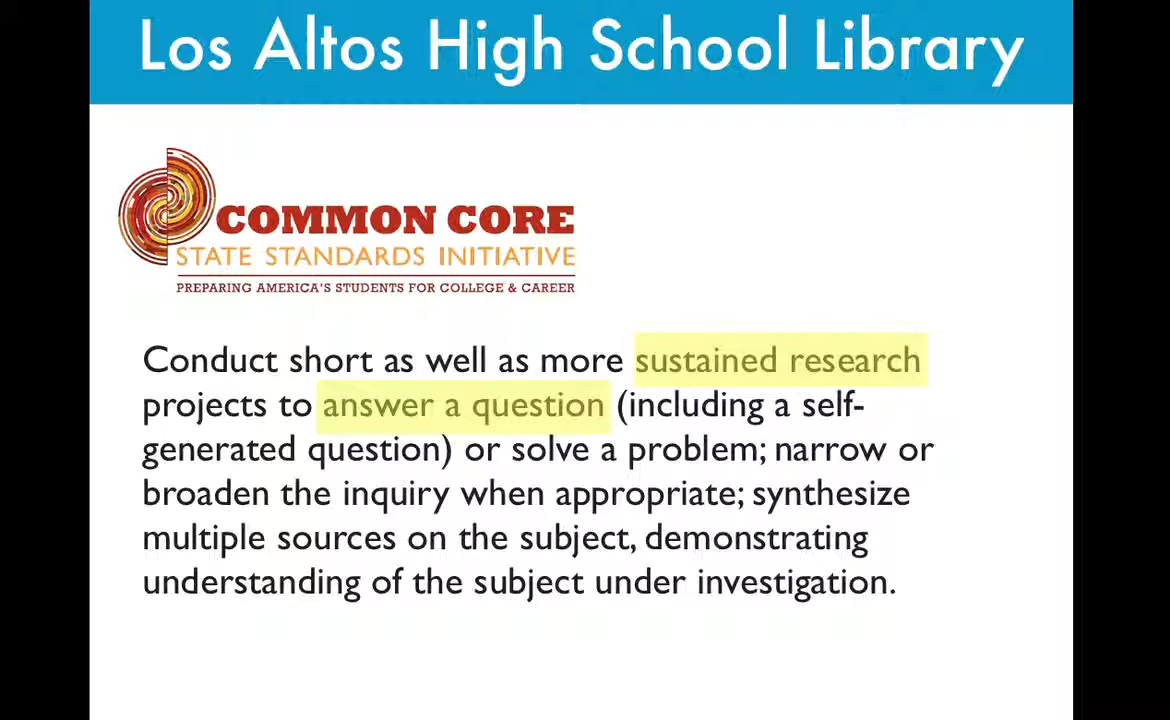 Los Altos High School Library
COMMON CORE
STATE STANDARDS INITIATIVE
PREPARING AMERICA'S STUDENTS FOR COLLEGE & CAREER
Conduct short as well as more sustained research
projects to answer a question (including a self-
generated question) or solve a problem; narrow or
broaden the inquiry when appropriate; synthesize
multiple sources on the subject, demonstrating
understanding of the subject under investigation.